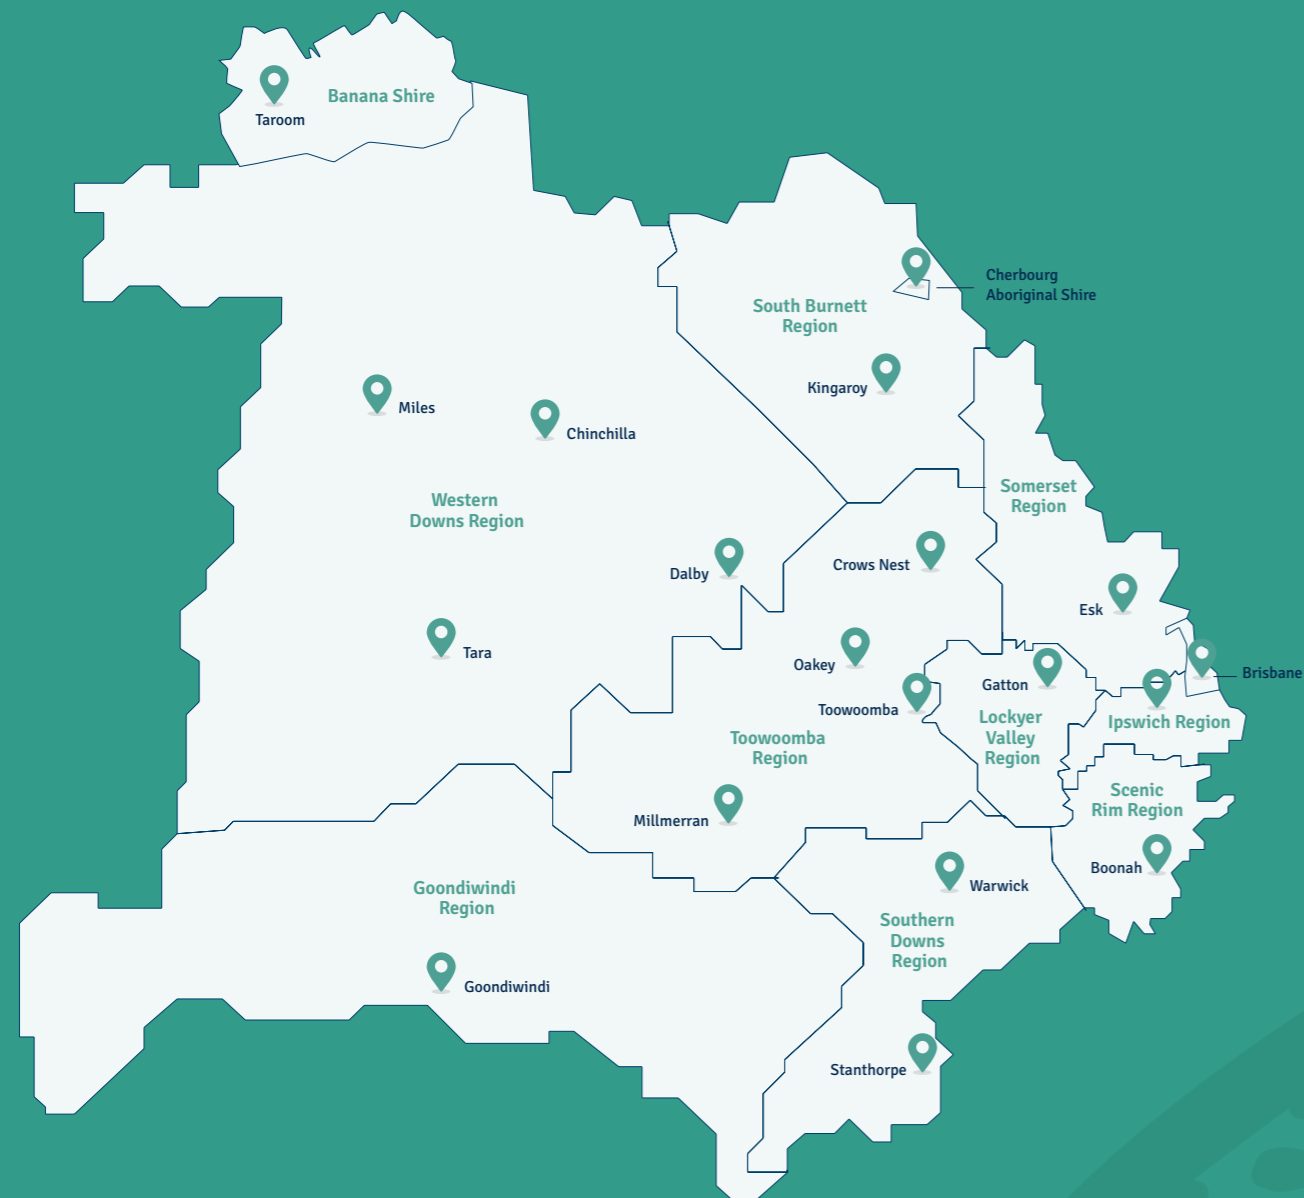 Banana Shire
Taroom
Cherbourg
Aboriginal Shire
South Burnett
Region
Kingaroy
Miles
Chinchilla
Western
Downs Region
Somerset
Region
Dalby
Crows Nest
Esk
Tara
Oakey
Brisbane
Gatton
Toowoomba
Lockyer
Valley
Region
Ipswich Region
Toowoomba
Region
Scenic
Rim Region
Millmerran
Boonah
Goondiwindi
Region
Warwick
Southern
Downs
Region
Goondiwindi
Stanthorpe